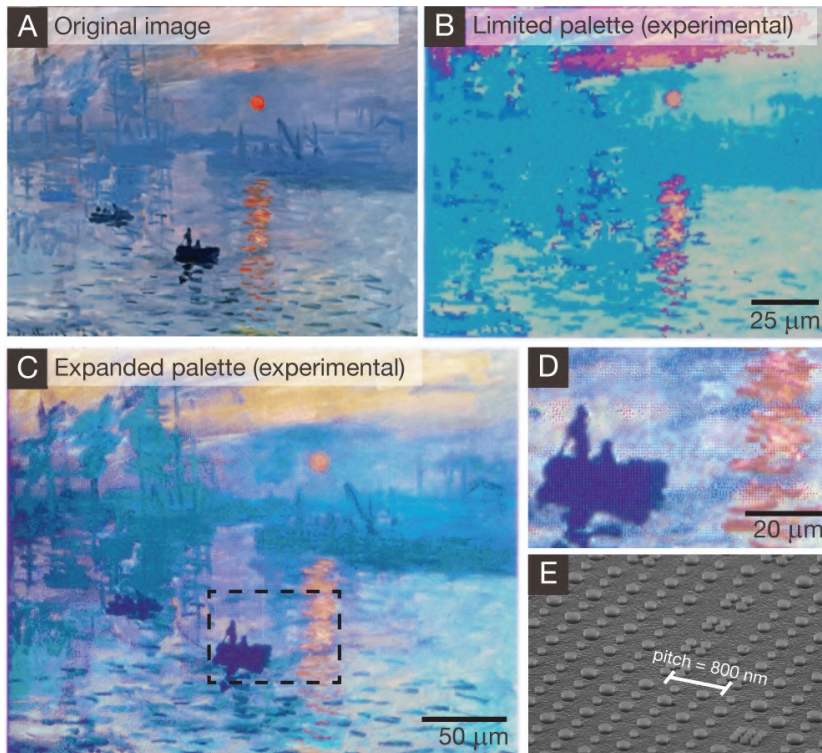 A Original image
B Limited palette (experimental)
25 μm
C Expanded palette (experimental)
50 μm
D
20 μm
E
pitch = 800 nm